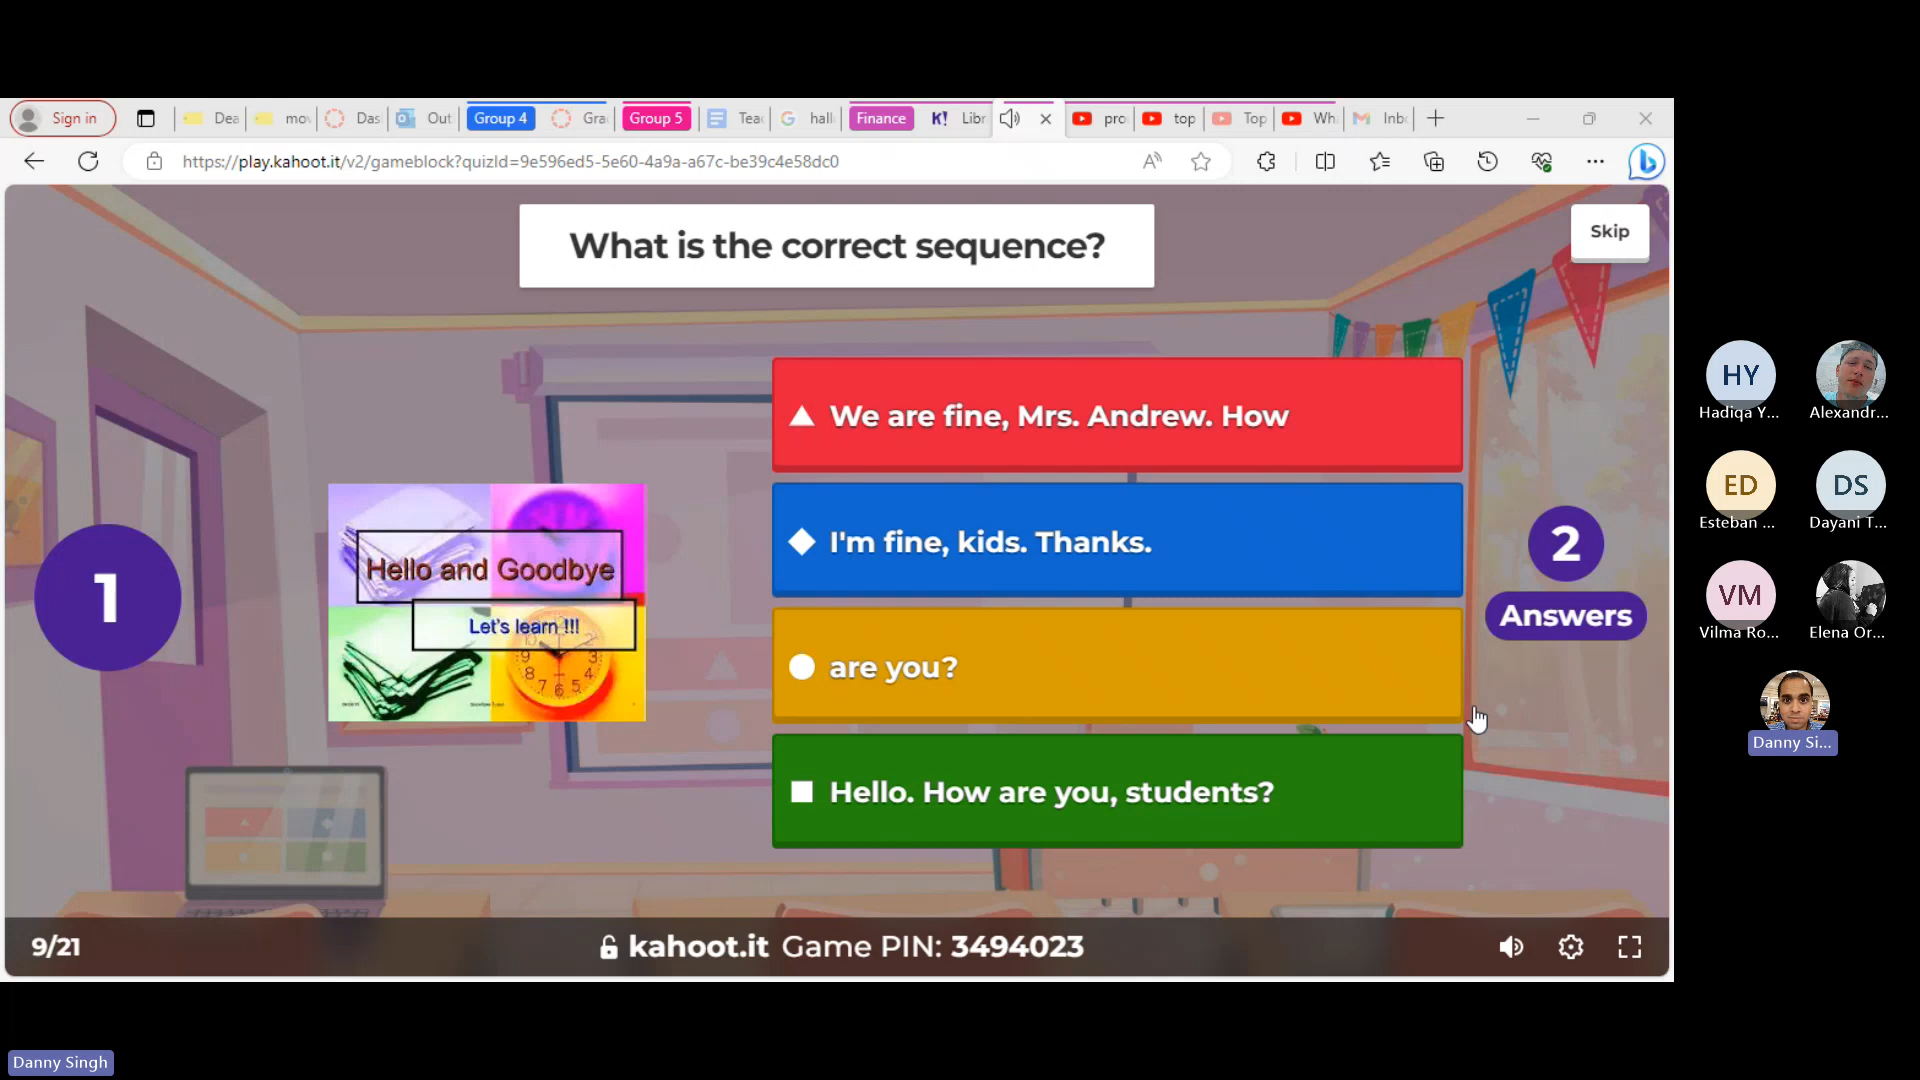 Sign in
Dea
mo
Das
Out
Group 4
Gra
Group 5
Tea
hall
Finance
K! Libr
pro
top
Top
Wh
Inb
https://play.kahoot.it/v2/gameblock?quizId=9e596ed5-5e60-4a9a-a67c-be39c4e58dc0
What is the correct sequence?
Skip
We are fine, Mrs. Andrew. How
I'm fine, kids. Thanks.
are you?
Hello. How are you, students?
1
Hello and Goodbye
Let's learn !!!
2
Answers
9/21
kahoot.it Game PIN: 3494023
HY
Hadiqa Y...
Alexandr...
ED
Esteban ...
DS
Dayani T...
VM
Vilma Ro...
Elena Or...
Danny Si...
Danny Singh